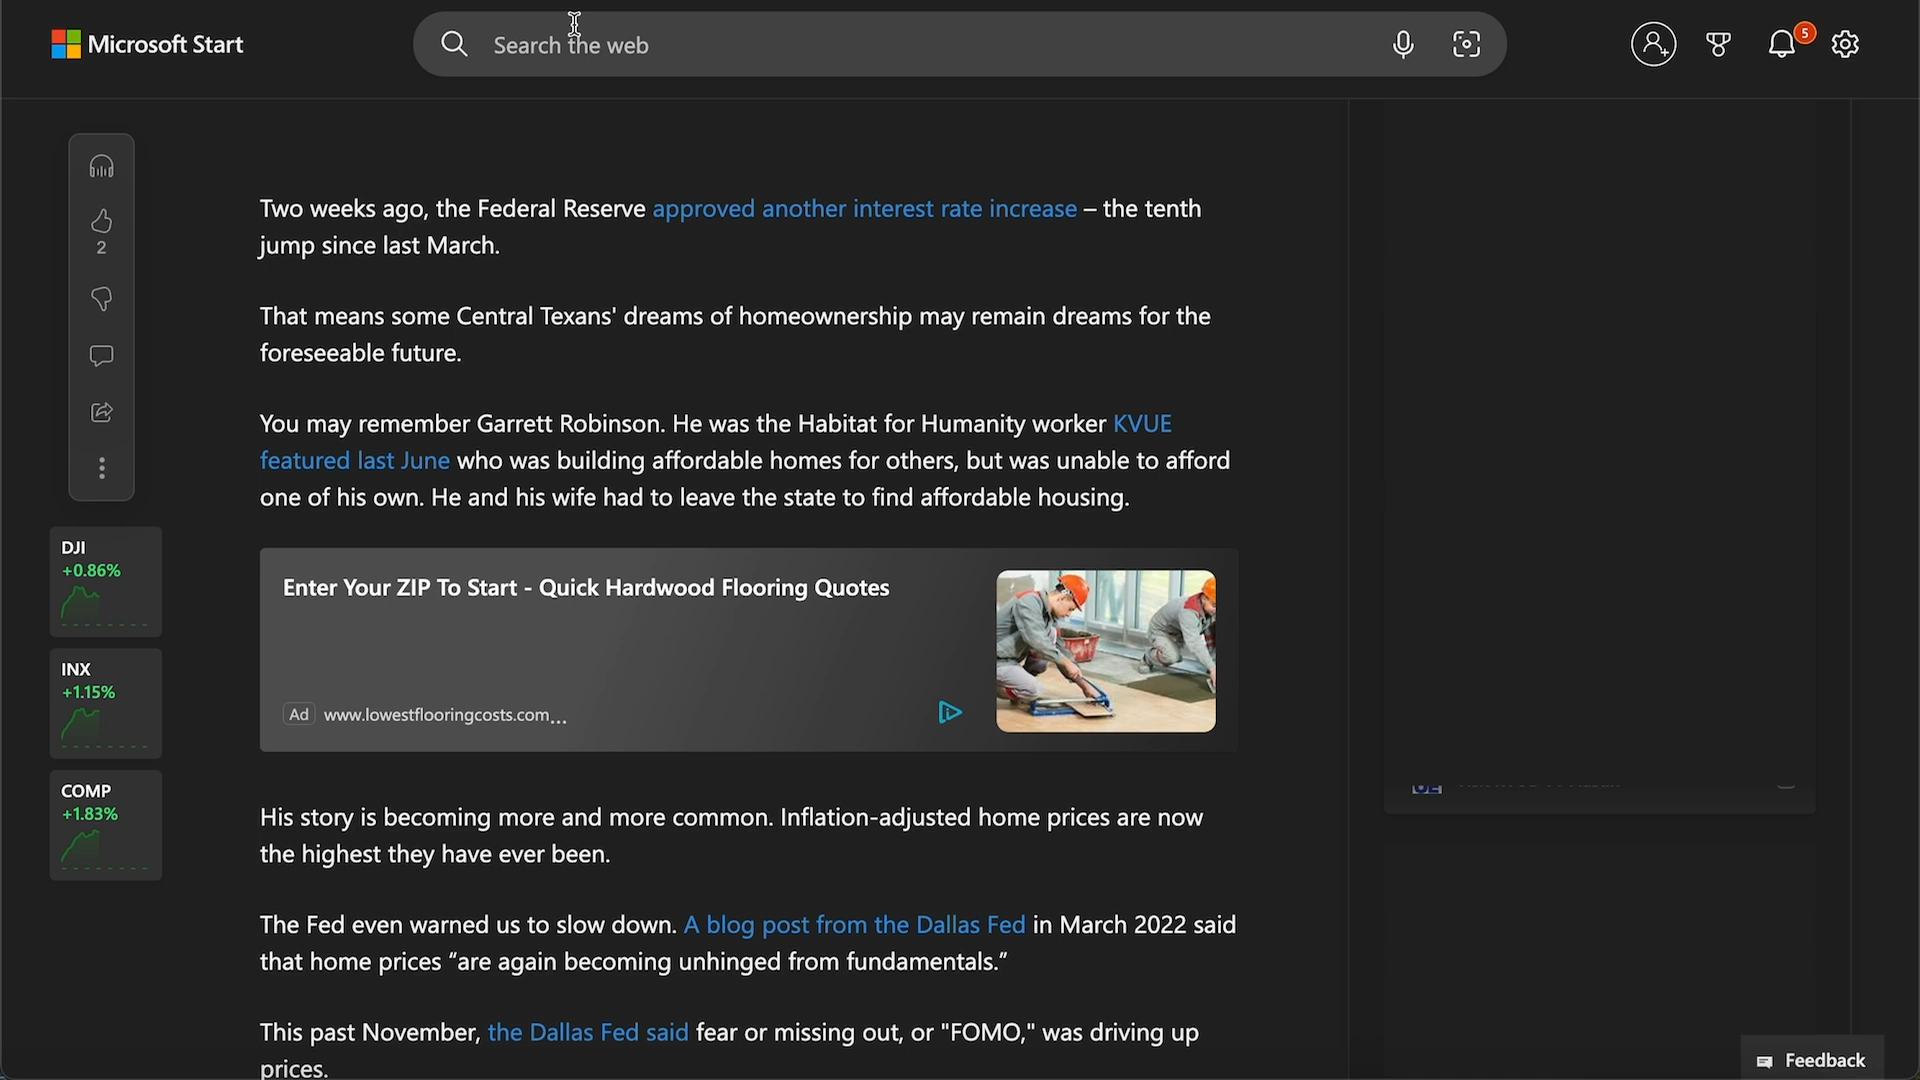 Microsoft Start
Search the web
5
2
Two weeks ago, the Federal Reserve approved another interest rate increase – the tenth
jump since last March.
That means some Central Texans' dreams of homeownership may remain dreams for the
foreseeable future.
You may remember Garrett Robinson. He was the Habitat for Humanity worker KVUE
featured last June who was building affordable homes for others, but was unable to afford
one of his own. He and his wife had to leave the state to find affordable housing.
DJI
+0.86%
INX
+1.15%
COMP
+1.83%
Enter Your ZIP To Start - Quick Hardwood Flooring Quotes
Ad www.lowestflooringcosts.com...
His story is becoming more and more common. Inflation-adjusted home prices are now
the highest they have ever been.
The Fed even warned us to slow down. A blog post from the Dallas Fed in March 2022 said
that home prices “are again becoming unhinged from fundamentals.”
This past November, the Dallas Fed said fear or missing out, or "FOMO," was driving up
prices.
Feedback